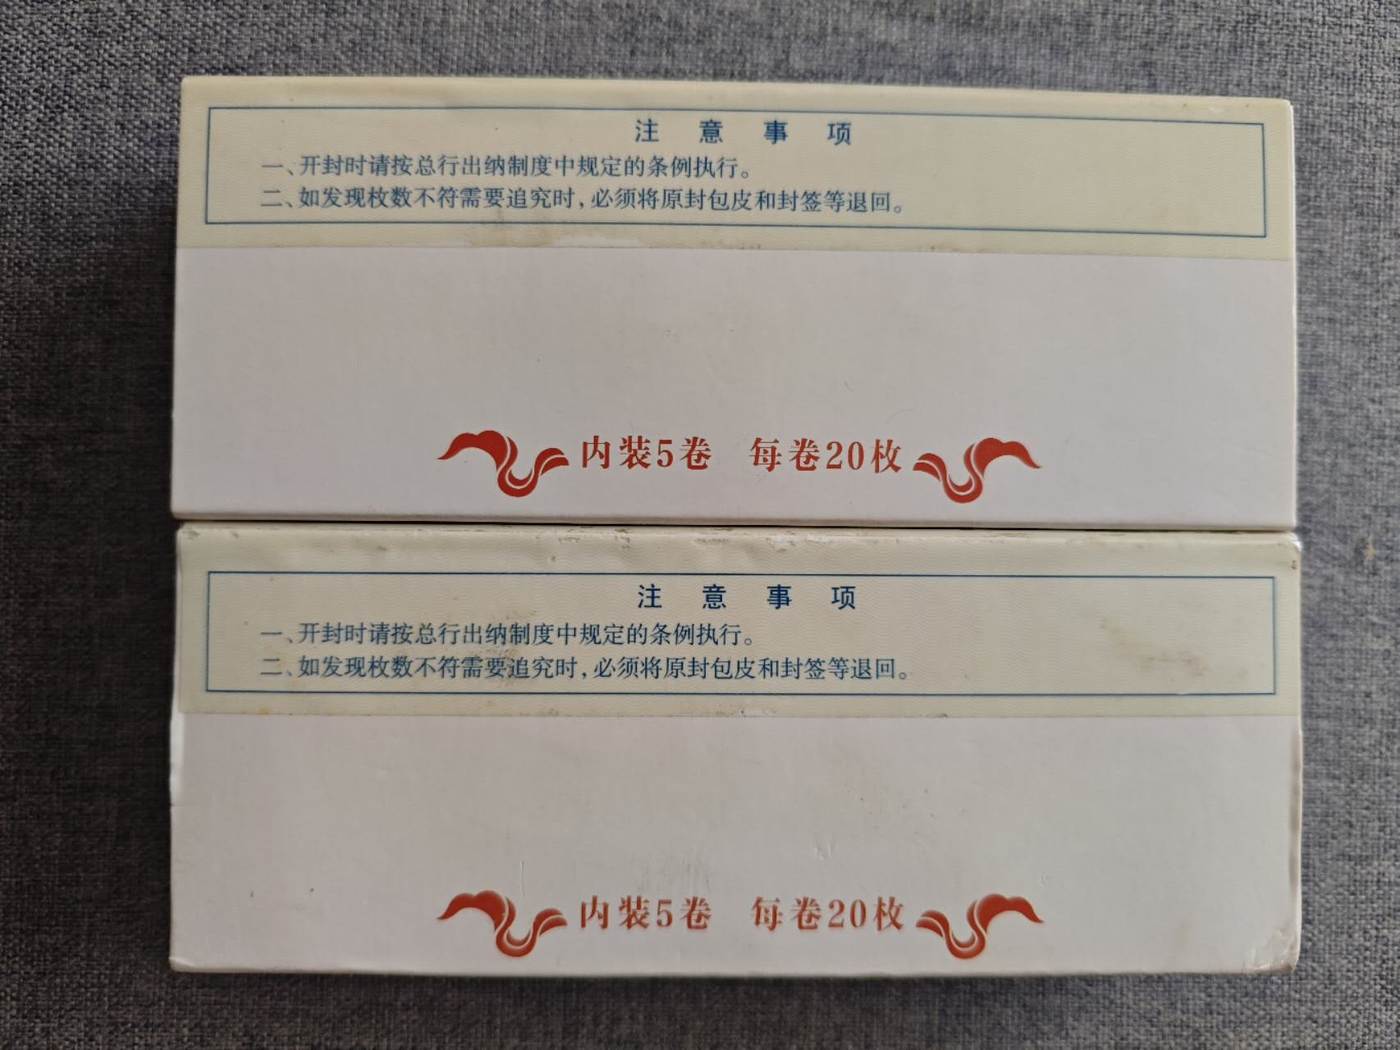 注意事项
一、开封时请按总行出纳制度中规定的条例执行。
二、如发现枚数不符需要追究时，必须将原封包皮和封签等退回。
内装5卷 每卷20枚
注意事项
一、开封时请按总行出纳制度中规定的条例执行。
二、如发现枚数不符需要追究时，必须将原封包皮和封签等退回。
内装5卷 每卷20枚